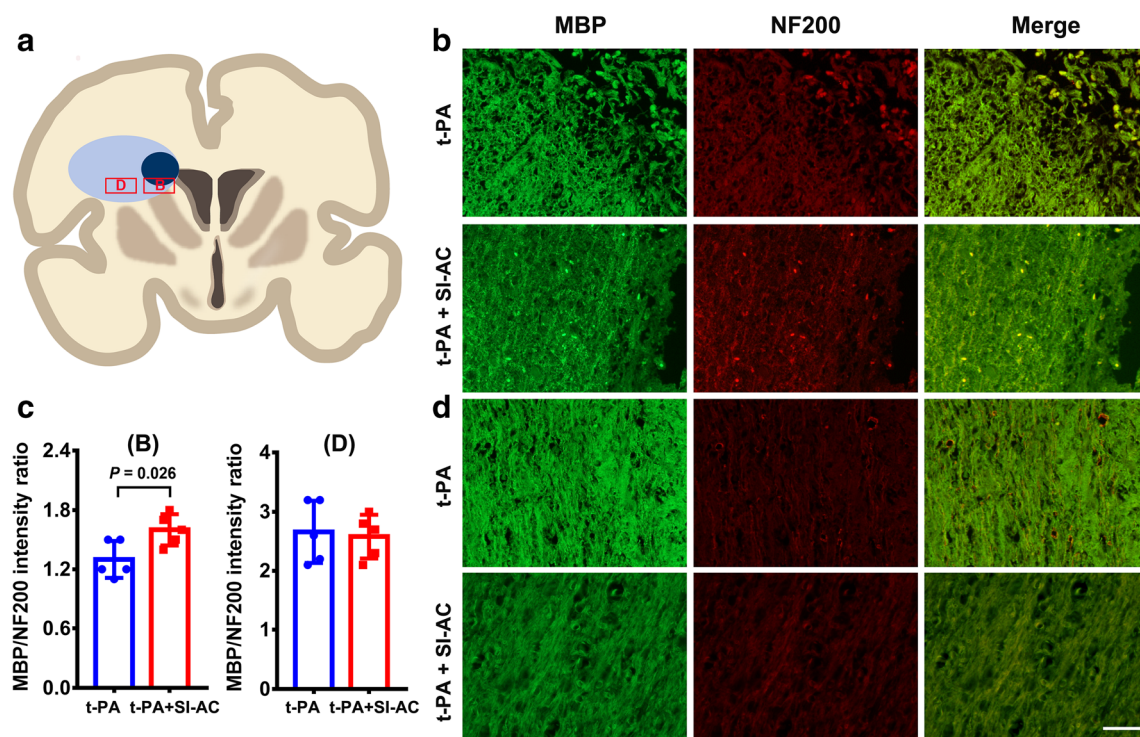 a
D
B
b
MBP
NF200
Merge
t-PA
t-PA + SI-AC
d
t-PA
t-PA + SI-AC
c
(B)
MBP/NF200 intensity ratio
2.4
1.8
1.2
0.6
0.0
P = 0.026
t-PA
t-PA+SI-AC
(D)
MBP/NF200 intensity ratio
4
3
2
1
0
t-PA
t-PA+SI-AC